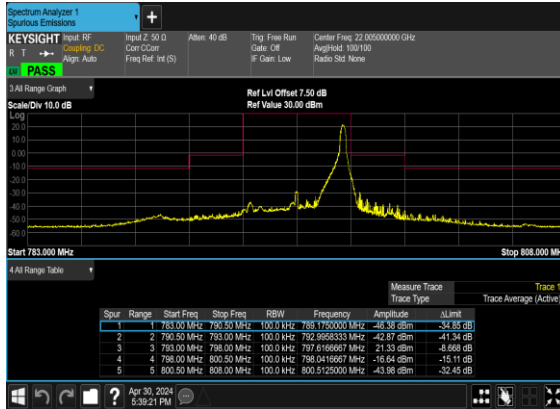 Spectrum Analyzer 1
Spurious Emissions
KEYSIGHT Input: RF Input Z: 50 Ω Atten: 40 dB Trig: Free Run Center Freq: 22.005000000 GHz
R T Coupling: DC Corr CCorr Gate: Off Avg|Hold: 100/100
Align: Auto Freq Ref: Int (S) IF Gain: Low Radio Std: None
PASS
3 All Range Graph
Ref Lvl Offset 7.50 dB
Scale/Div 10.0 dB Ref Value 30.00 dBm
Log
20.0
10.0
0.00
-10.0
-20.0
-30.0
-40.0
-50.0
-60.0
Start 783.000 MHz Stop 808.000 MH
4 All Range Table
Measure Trace Trace 1
Trace Type Trace Average (Active)
Spur Range Start Freq Stop Freq RBW Frequency Amplitude ΔLimit
1 1 783.00 MHz 790.50 MHz 100.0 kHz 789.1750000 MHz -46.38 dBm -34.85 dB
2 2 790.50 MHz 793.00 MHz 100.0 kHz 792.9958333 MHz -42.87 dBm -41.34 dB
3 3 793.00 MHz 798.00 MHz 100.0 kHz 797.6166667 MHz 21.33 dBm -8.668 dB
4 4 798.00 MHz 800.50 MHz 100.0 kHz 798.0416667 MHz -16.64 dBm -15.11 dB
5 5 800.50 MHz 808.00 MHz 100.0 kHz 800.5125000 MHz -43.98 dBm -32.45 dB
Apr 30, 2024
5:39:21 PM